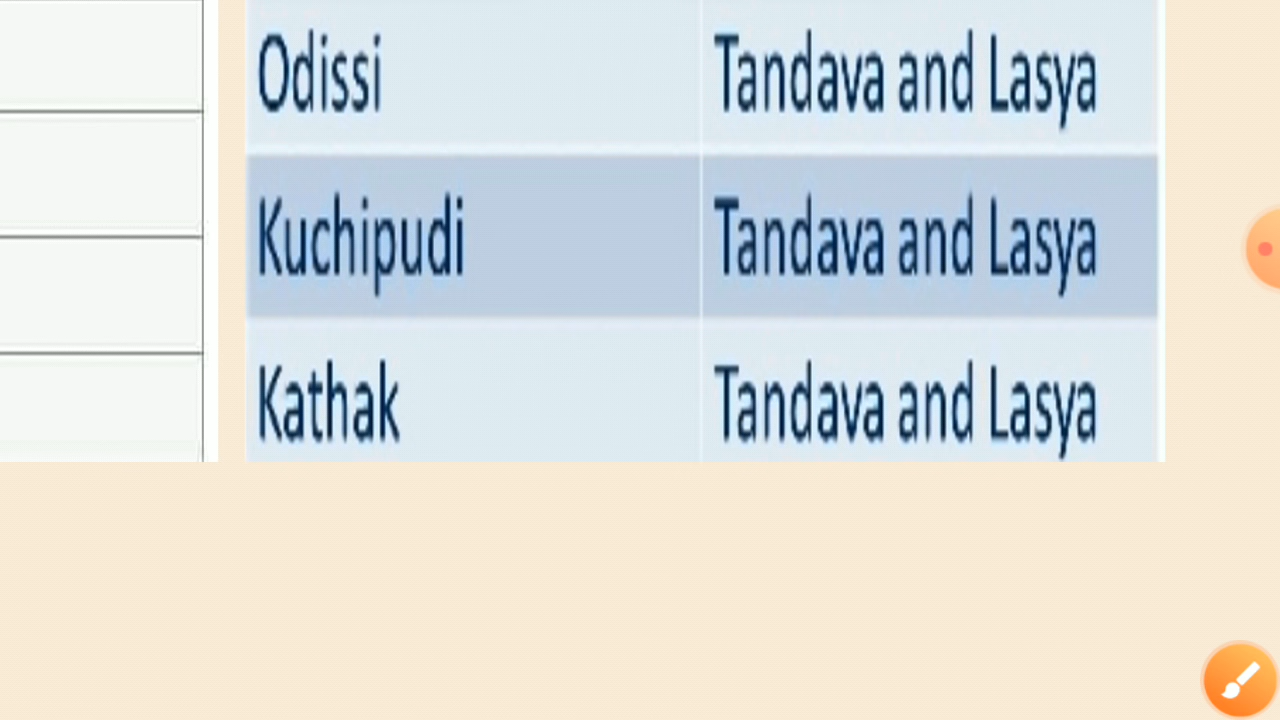 Odissi Tandava and Lasya
Kuchipudi Tandava and Lasya
Kathak Tandava and Lasya